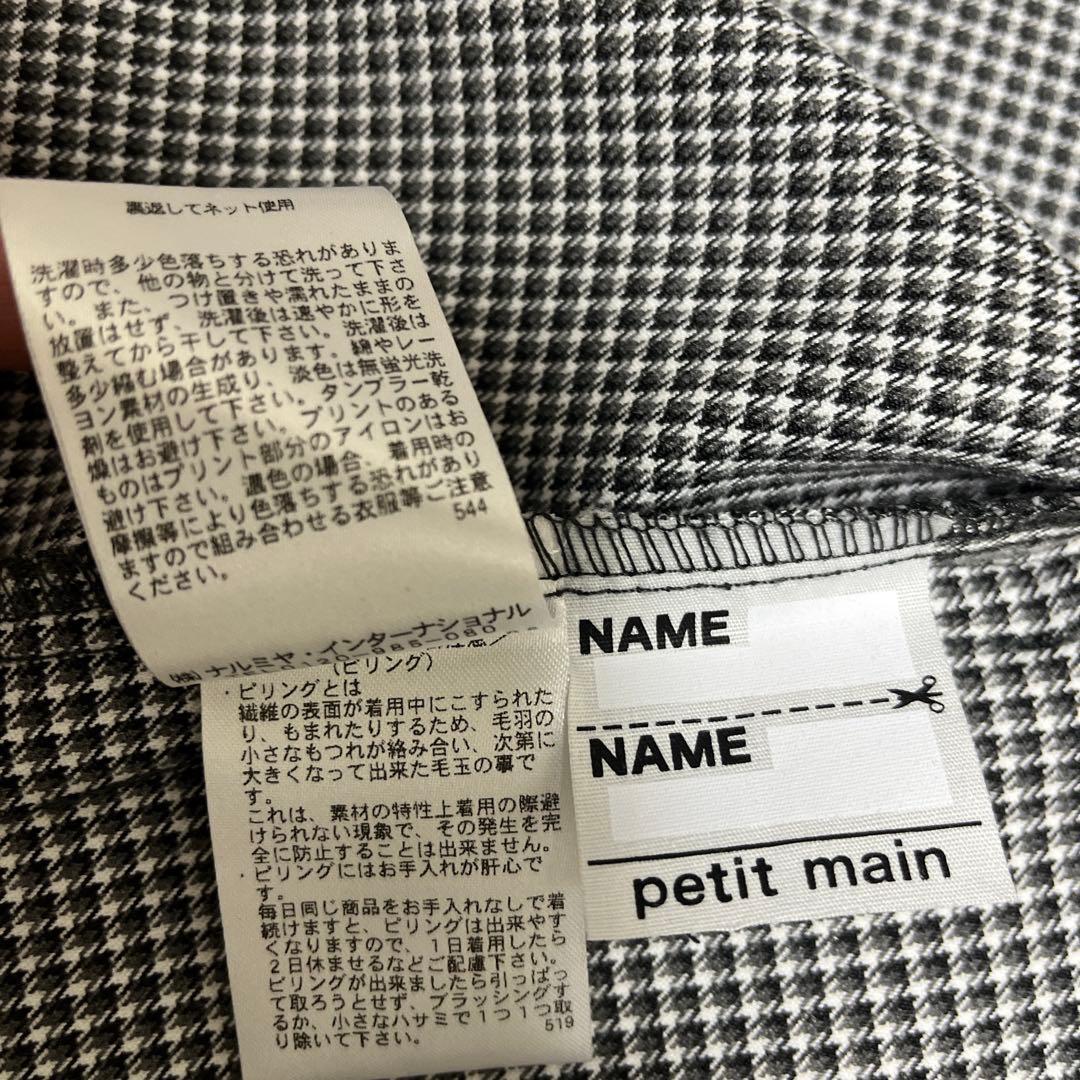 裏返してネット使用
洗濯時多少色落ちする恐れがありま
すので、他の物と分けて洗って下さ
い。また、つけ置きや濡れたままの
放置はせず、洗濯後は速やかに形を
整えてから干して下さい。洗濯後は
多少縮む場合があります。綿やレー
ヨン素材の生成り、淡色は無蛍光洗
剤を使用して下さい。タンブラー乾
燥はお避け下さい。プリントのある
ものはプリント部分のアイロンはお
避け下さい。濃色の場合、着用時の
摩擦等により色落ちする恐れがあり
ますので組み合わせる衣服等ご注意
ください。
544
㈱ナルミヤ・インターナショナル
(ピリング)
・ピリングとは
繊維の表面が着用中にこすられた
り、もまれたりするため、毛羽の
小さなもつれが絡み合い、次第に
大きくなって出来た毛玉の事で
す。
これは、素材の特性上着用の際避
けられない現象で、その発生を完
全に防止することは出来ません。
・ピリングにはお手入れが肝心で
す。
毎日同じ商品をお手入れなしで着
続けますと、ピリングは出来やす
くなりますので、1日着用したら
2日休ませるなどご配慮下さい。
ピリングが出来ましたら引っぱっ
て取ろうとせず、ブラッシングす
るか、小さなハサミで1つ1つ取
り除いて下さい。
519
NAME
NAME
petit main